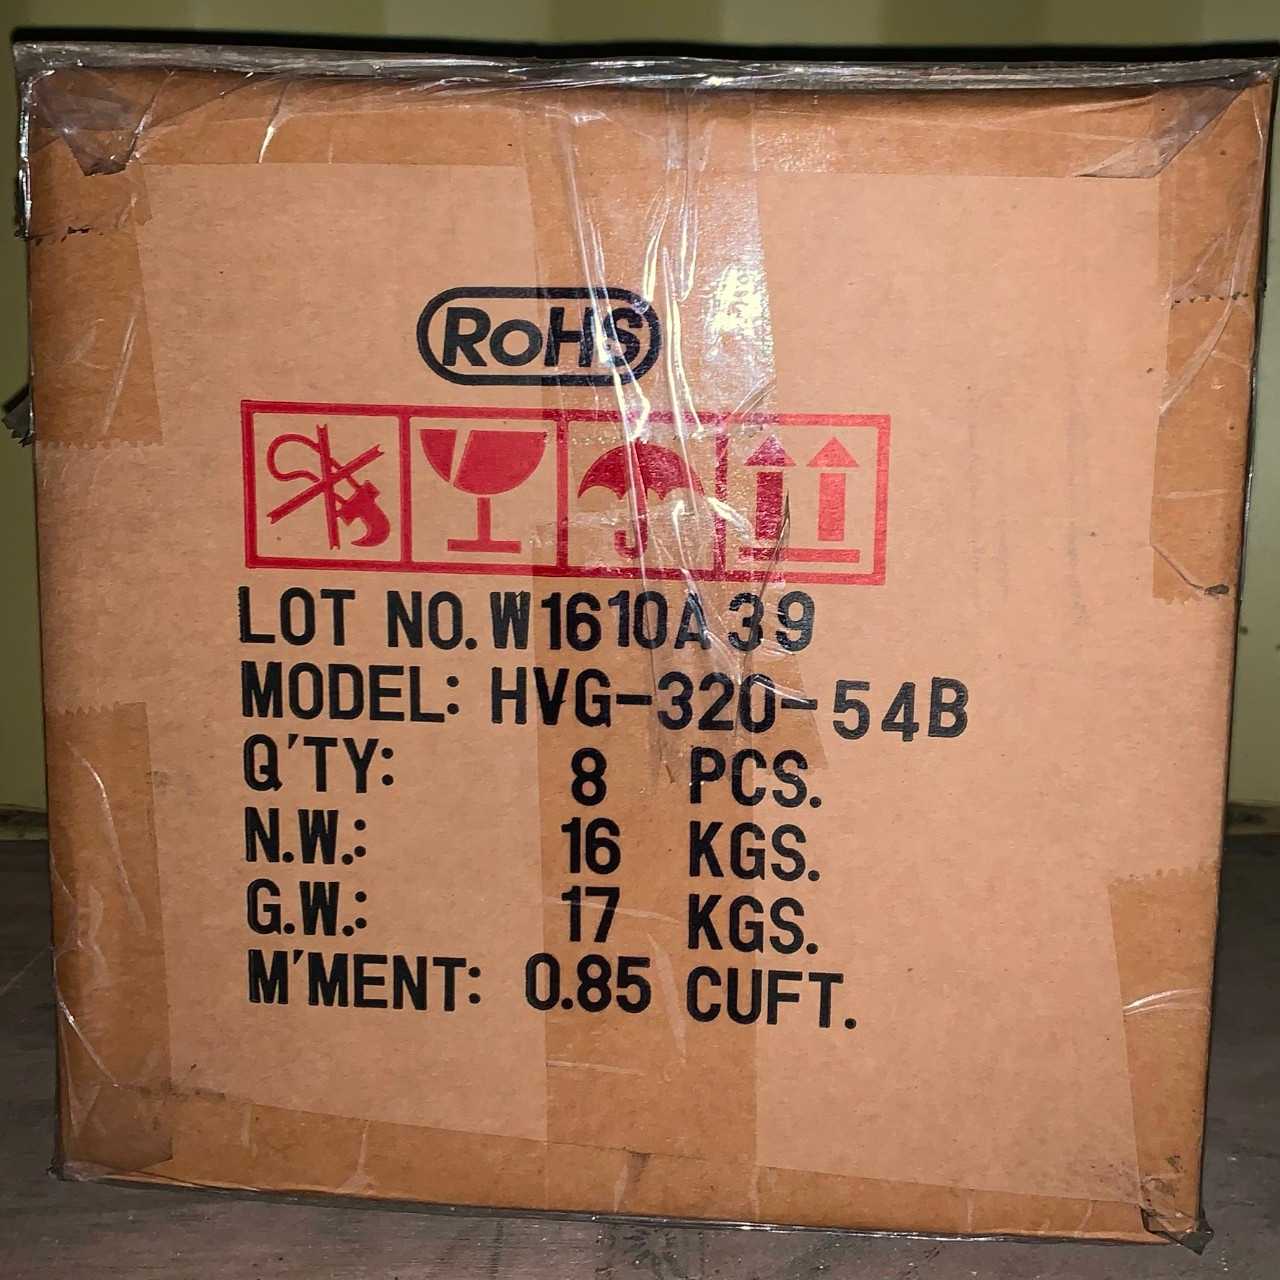 RoHS
LOT NO. W1610A39
MODEL: HVG-320-54B
Q'TY: 8 PCS.
N.W.: 16 KGS.
G.W.: 17 KGS.
M'MENT: 0.85 CUFT.